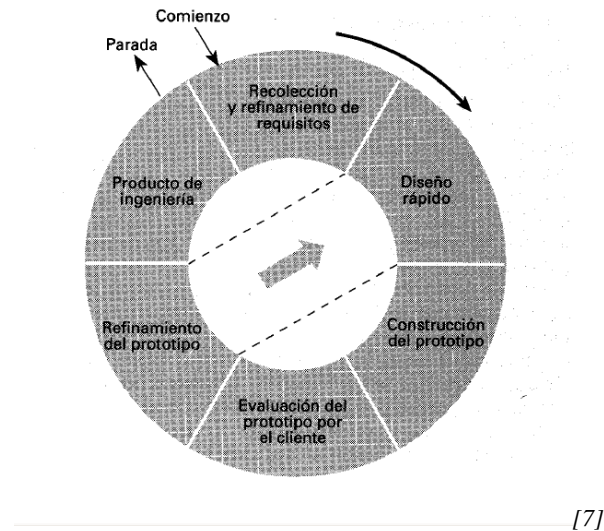 Comienzo
Parada
Recolección
y refinamiento de
requisitos
Diseño
rápido
Construcción
del prototipo
Evaluación del
prototipo por
el cliente
Refinamiento
del prototipo
Producto de
ingeniería
[7]